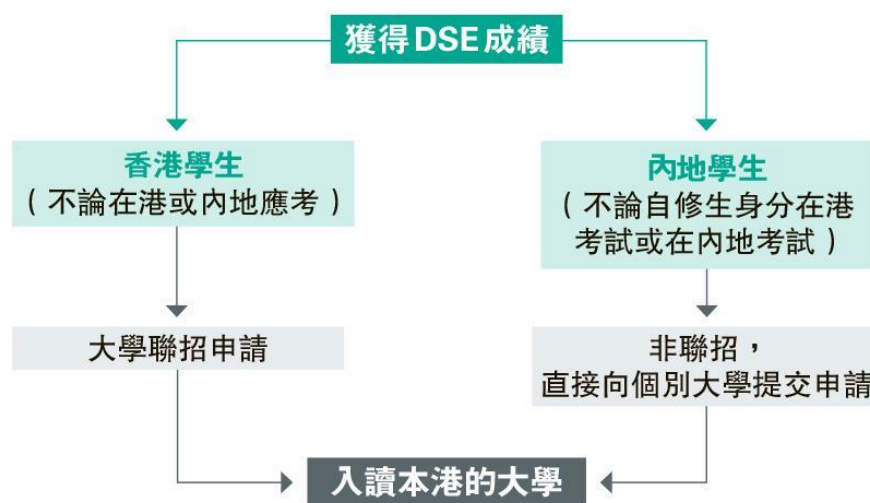 獲得DSE成績
香港學生
（不論在港或內地應考）
內地學生
（不論自修生身分在港
考試或在內地考試）
大學聯招申請
非聯招，
直接向個別大學提交申請
入讀本港的大學